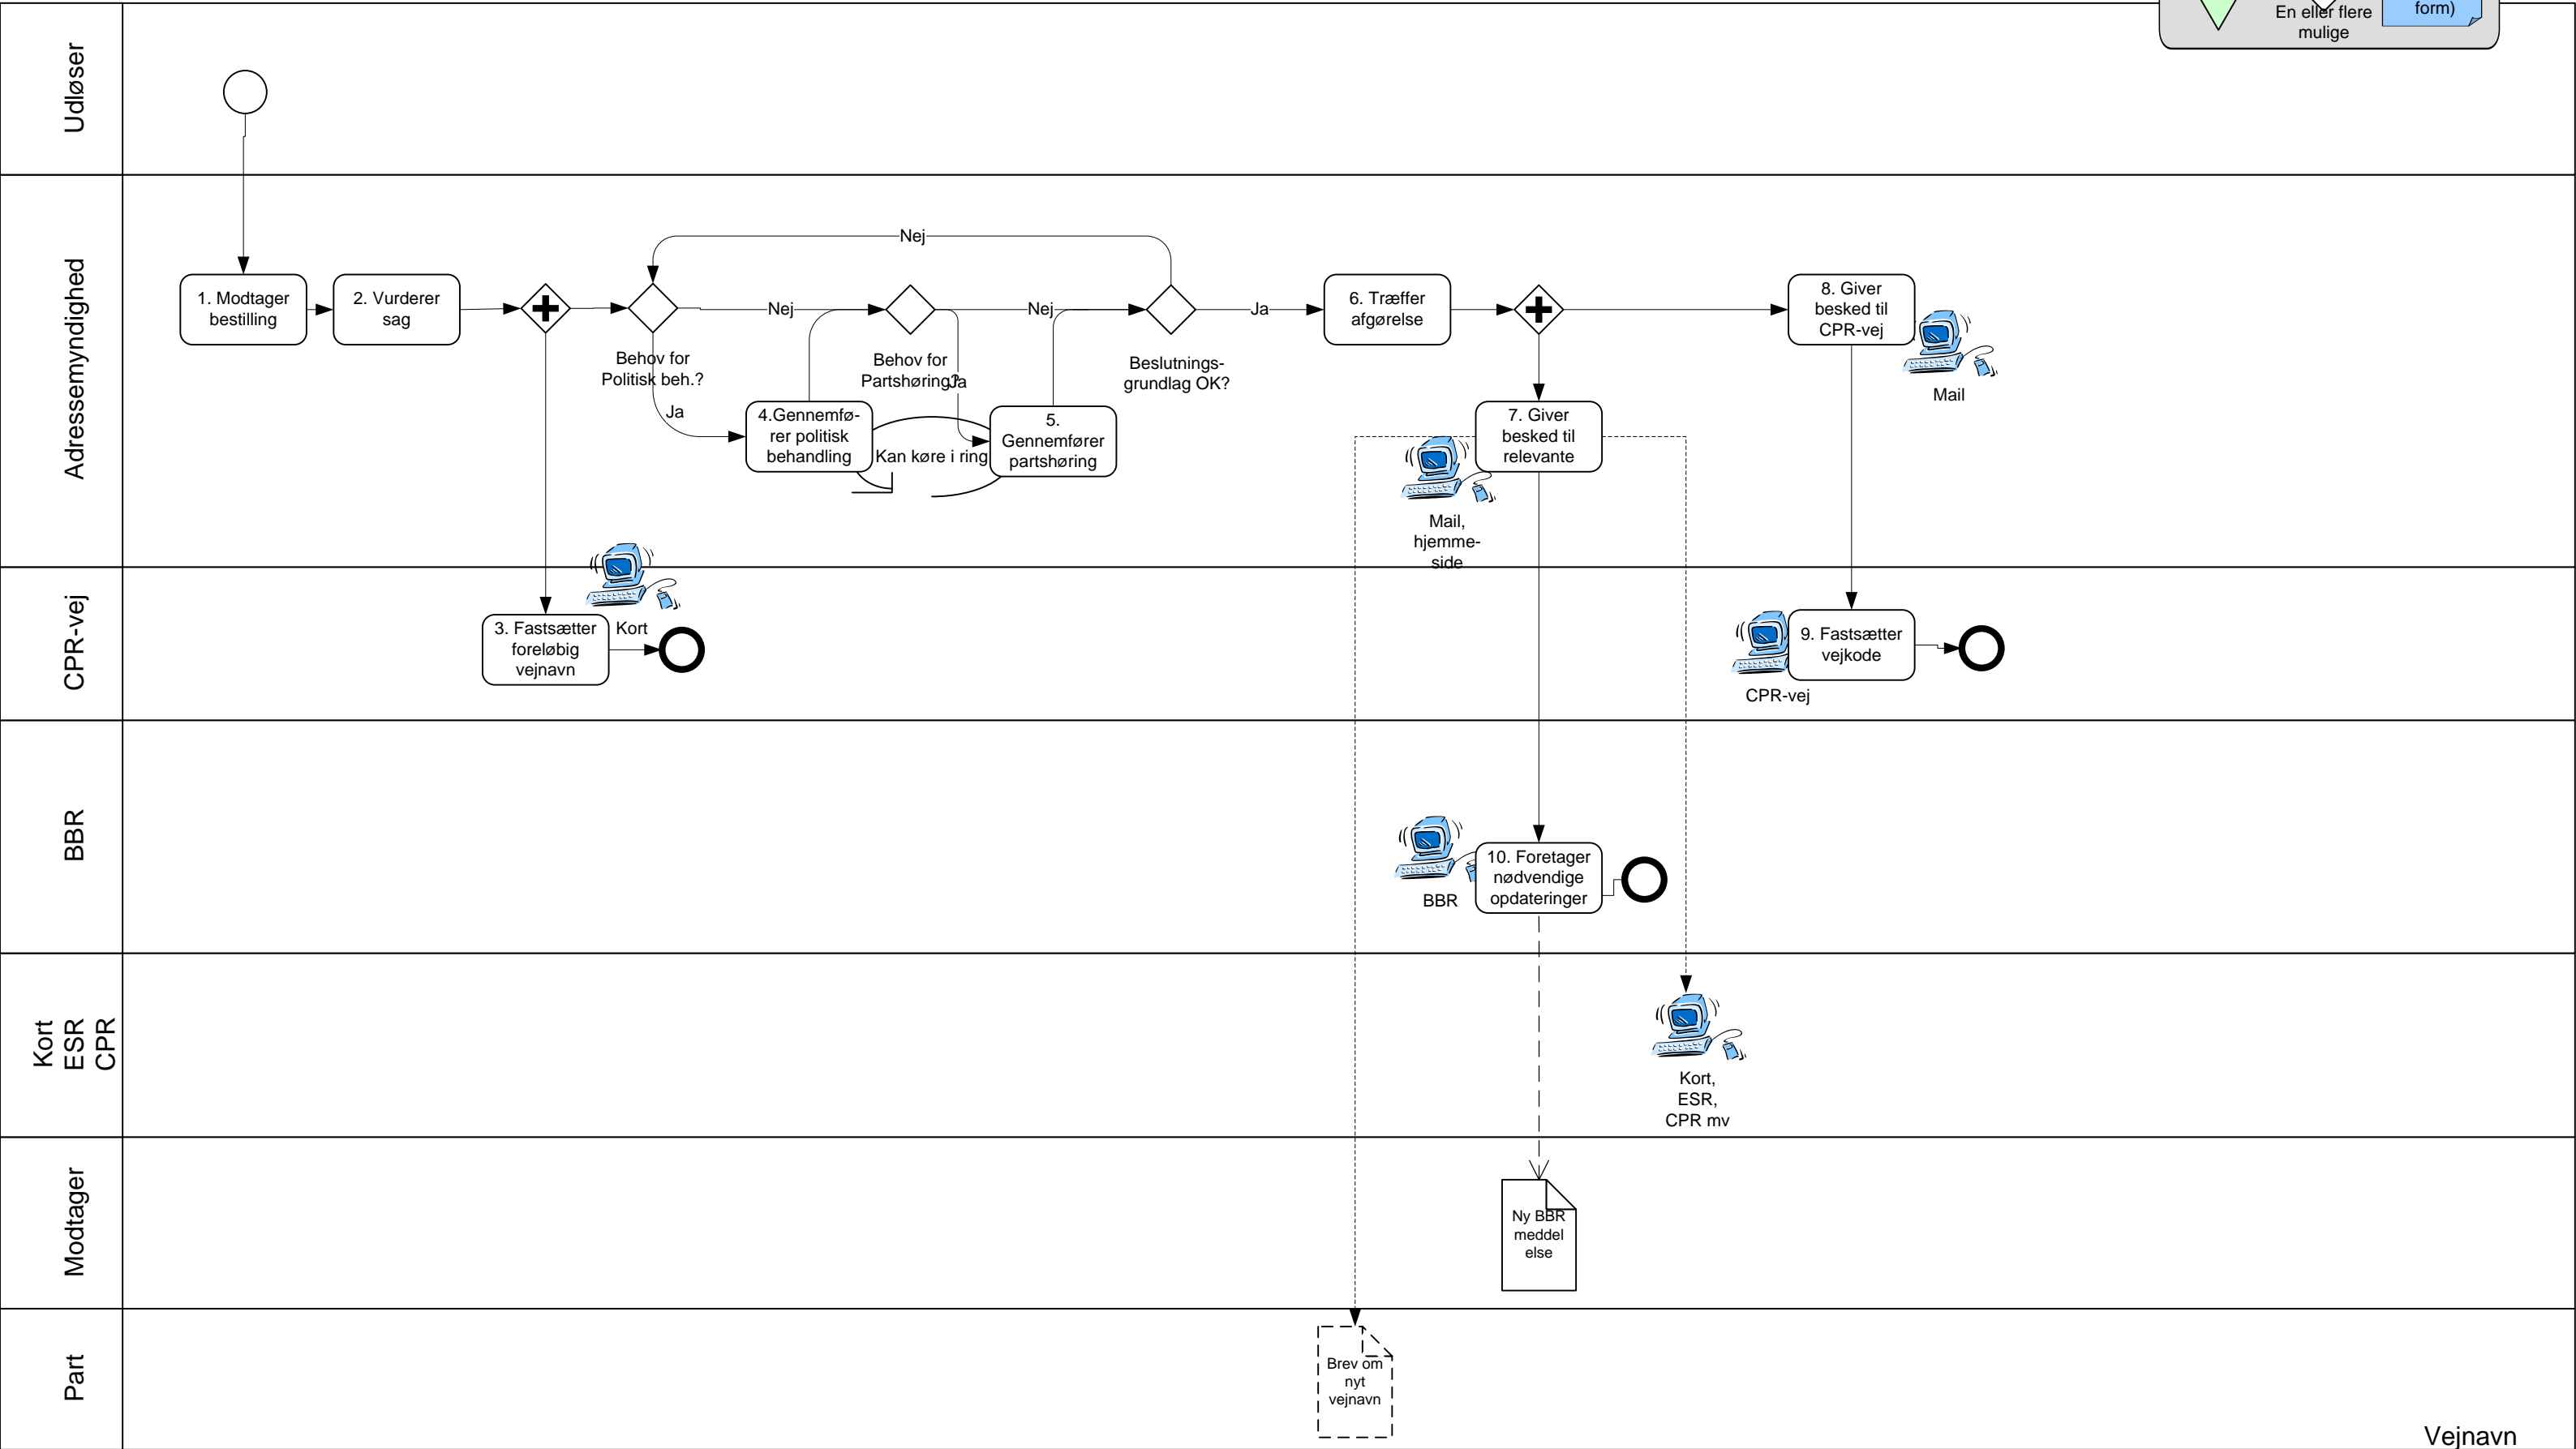 En eller flere
mulige
form)
Udløser
Adressemyndighed
Nej
1. Modtager
bestilling
2. Vurderer
sag
Nej
Nej
Ja
6. Træffer
afgørelse
8. Giver
besked til
CPR-vej
Mail
Behov for
Politisk beh.?
Ja
Behov for
Partshøring?
Ja
Beslutnings-
grundlag OK?
4.Gennemfø-
rer politisk
behandling
Kan køre i ring
5.
Gennemfører
partshøring
7. Giver
besked til
relevante
Mail,
hjemme-
side
CPR-vej
3. Fastsætter
foreløbig
vejnavn
Kort
9. Fastsætter
vejkode
CPR-vej
BBR
10. Foretager
nødvendige
opdateringer
BBR
Kort
ESR
CPR
Kort,
ESR,
CPR mv
Modtager
Ny BBR
meddel
else
Part
Brev om
nyt
vejnavn
Vejnavn